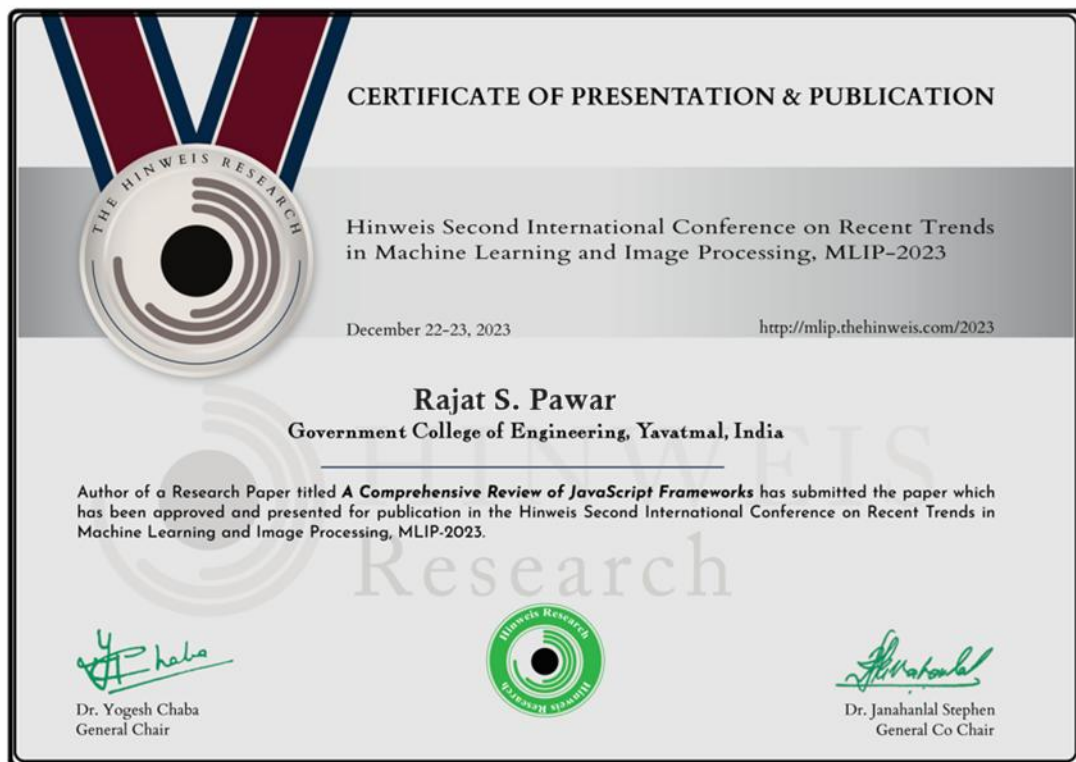 THE HINWEIS RESEARCH
CERTIFICATE OF PRESENTATION & PUBLICATION
Hinweis Second International Conference on Recent Trends
in Machine Learning and Image Processing, MLIP-2023
December 22-23, 2023
http://mlip.thehinweis.com/2023
Rajat S. Pawar
Government College of Engineering, Yavatmal, India
HINWEIS
Author of a Research Paper titled A Comprehensive Review of JavaScript Frameworks has submitted the paper which
has been approved and presented for publication in the Hinweis Second International Conference on Recent Trends in
Machine Learning and Image Processing, MLIP-2023.
Research
Hinweis Research
Hinweis Research
Dr. Yogesh Chaba
General Chair
Dr. Janahanlal Stephen
General Co Chair